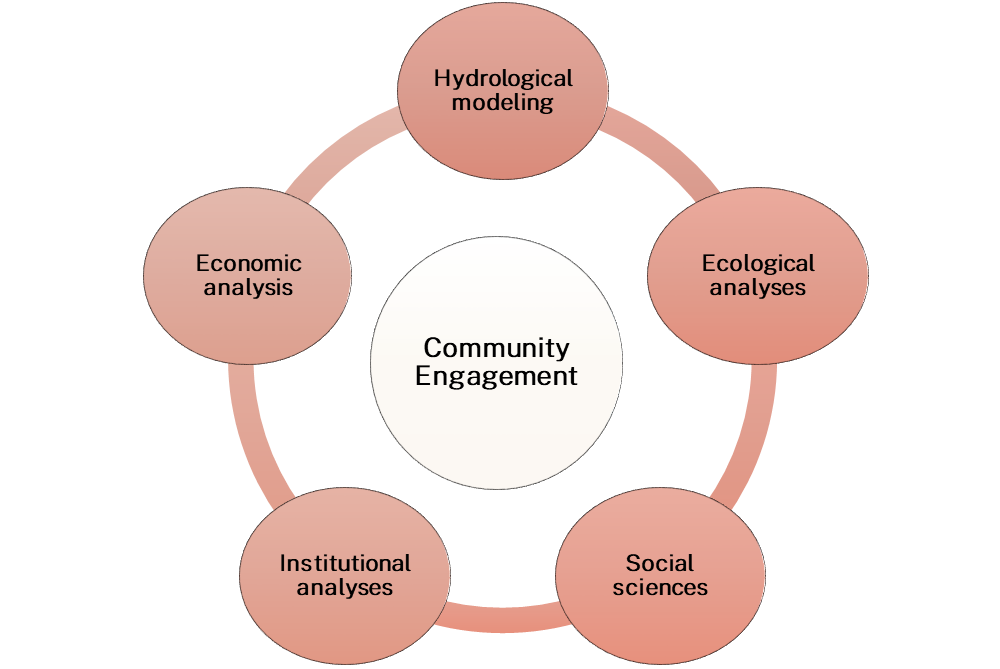 Hydrological
modeling
Economic
analysis
Ecological
analyses
Community
Engagement
Institutional
analyses
Social
sciences